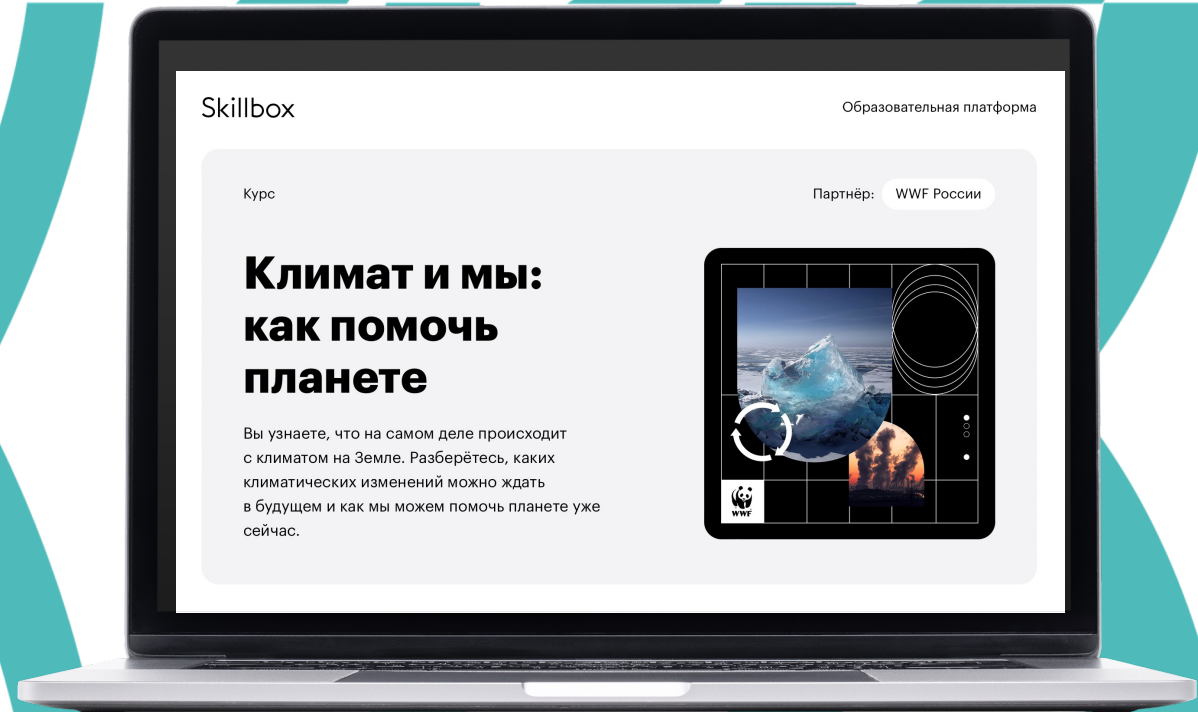 Skillbox
Образовательная платформа
Курс
Партнёр: WWF России
Климат и мы:
как помочь
планете
Вы узнаете, что на самом деле происходит
с климатом на Земле. Разберётесь, каких
климатических изменений можно ждать
в будущем и как мы можем помочь планете уже
сейчас.
WWF